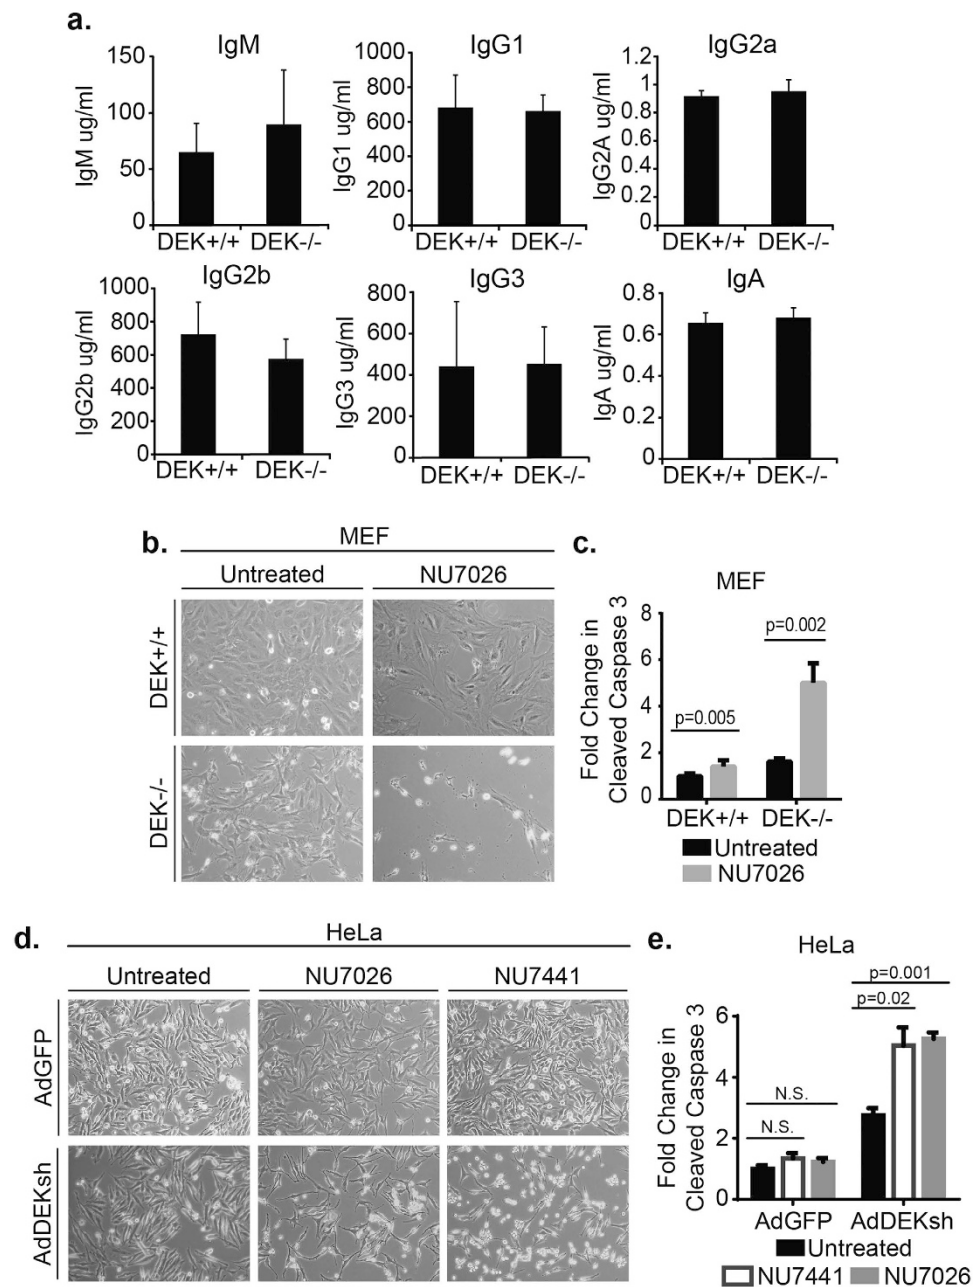 a.
IgM
IgM ug/ml
150
100
50
0
DEK+/+ DEK-/-
IgG1
IgG1 ug/ml
1000
800
600
400
200
0
DEK+/+ DEK-/-
IgG2a
IgG2A ug/ml
1.2
1
0.8
0.6
0.4
0.2
0
DEK+/+ DEK-/-
IgG2b
IgG2b ug/ml
1000
800
600
400
200
0
DEK+/+ DEK-/-
IgG3
IgG3 ug/ml
800
600
400
200
0
DEK+/+ DEK-/-
IgA
IgA ug/ml
0.8
0.6
0.4
0.2
0
DEK+/+ DEK-/-
b.
MEF
Untreated NU7026
DEK+/+
DEK-/-
c.
MEF
Fold Change in
Cleaved Caspase 3
8
6
4
2
0
p=0.002
p=0.005
DEK+/+ DEK-/-
Untreated
NU7026
d.
HeLa
Untreated NU7026 NU7441
AdGFP
AdDEKsh
e.
HeLa
Fold Change in
Cleaved Caspase 3
6
4
2
0
p=0.001
p=0.02
N.S.
N.S.
AdGFP AdDEKsh
Untreated
NU7441 NU7026